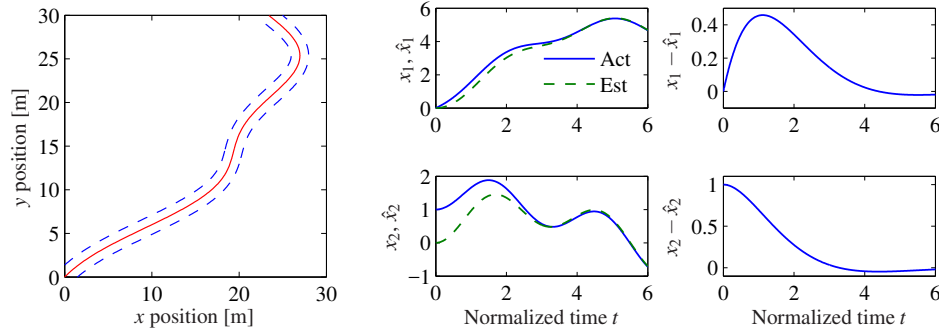 30
25
20
15
10
5
0
y position [m]
0 10 20 30
x position [m]
6
4
2
0
x₁, x̂₁
Act
Est
0 2 4 6
0.4
0.2
0
x₁ − x̂₁
0 2 4 6
2
1
0
−1
x₂, x̂₂
0 2 4 6
Normalized time t
1
0.5
0
x₂ − x̂₂
0 2 4 6
Normalized time t